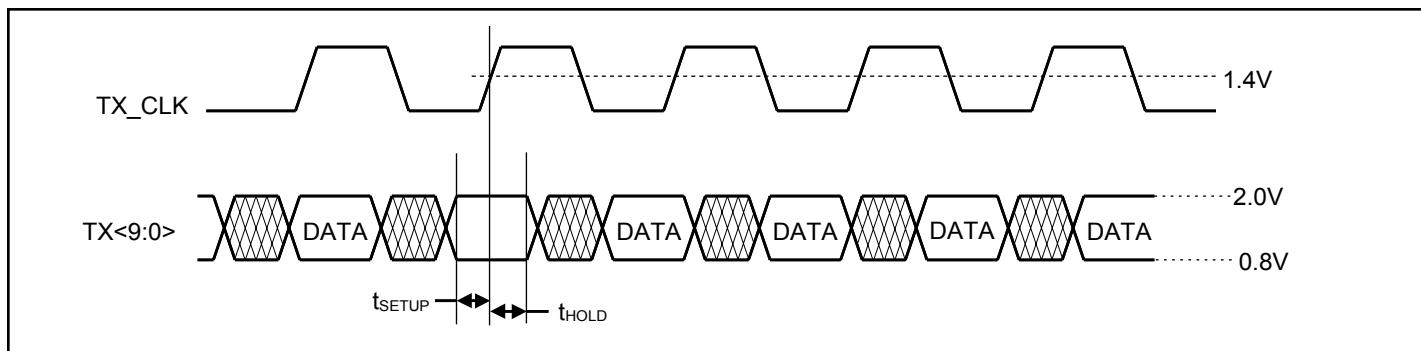 TX_CLK
1.4V
2.0V
TX<9:0>
DATA
DATA
DATA
DATA
DATA
0.8V
tSETUP
tHOLD